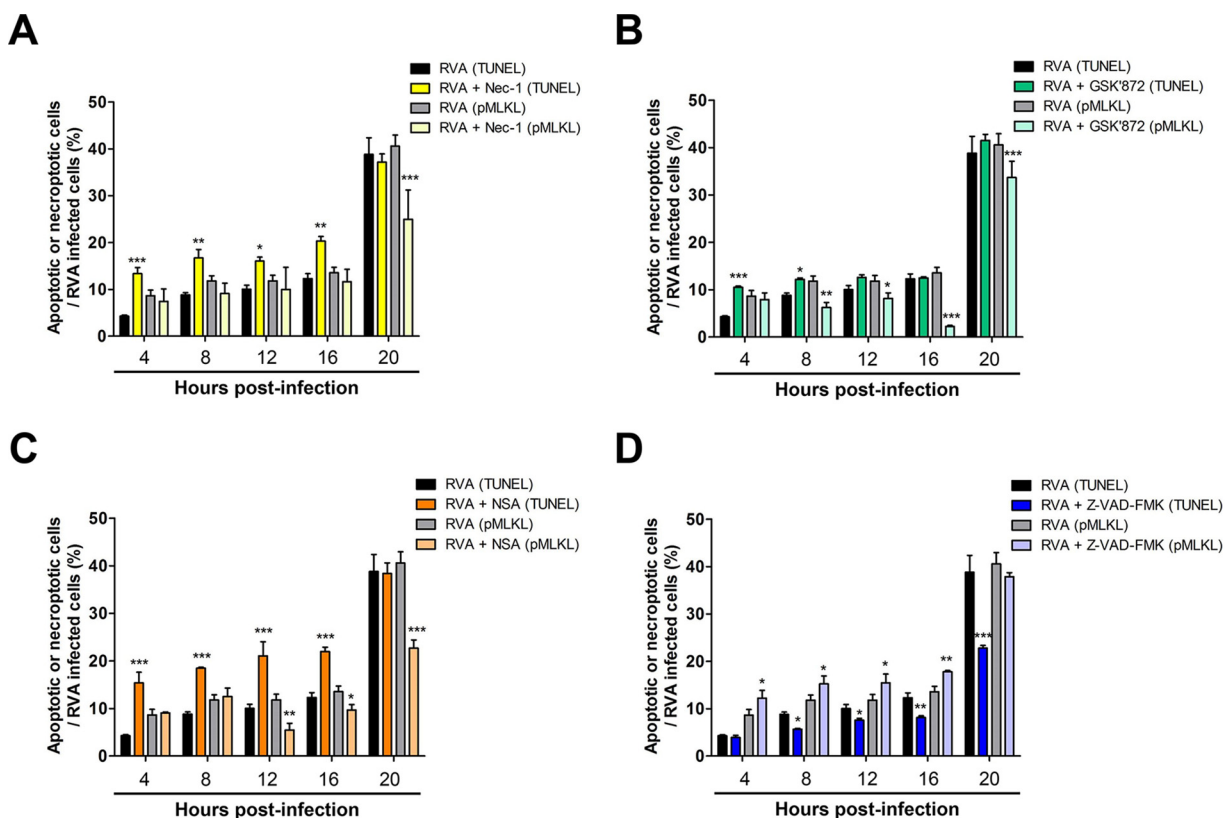 A
RVA (TUNEL)
RVA + Nec-1 (TUNEL)
RVA (pMLKL)
RVA + Nec-1 (pMLKL)
Apoptotic or necroptotic cells
/ RVA infected cells (%)
50
40
30
20
10
0
***
**
*
**
***
4 8 12 16 20
Hours post-infection
B
RVA (TUNEL)
RVA + GSK'872 (TUNEL)
RVA (pMLKL)
RVA + GSK'872 (pMLKL)
Apoptotic or necroptotic cells
/ RVA infected cells (%)
50
40
30
20
10
0
***
*
**
*
***
***
4 8 12 16 20
Hours post-infection
C
RVA (TUNEL)
RVA + NSA (TUNEL)
RVA (pMLKL)
RVA + NSA (pMLKL)
Apoptotic or necroptotic cells
/ RVA infected cells (%)
50
40
30
20
10
0
***
***
***
**
***
*
***
4 8 12 16 20
Hours post-infection
D
RVA (TUNEL)
RVA + Z-VAD-FMK (TUNEL)
RVA (pMLKL)
RVA + Z-VAD-FMK (pMLKL)
Apoptotic or necroptotic cells
/ RVA infected cells (%)
50
40
30
20
10
0
*
*
*
*
*
**
**
***
4 8 12 16 20
Hours post-infection